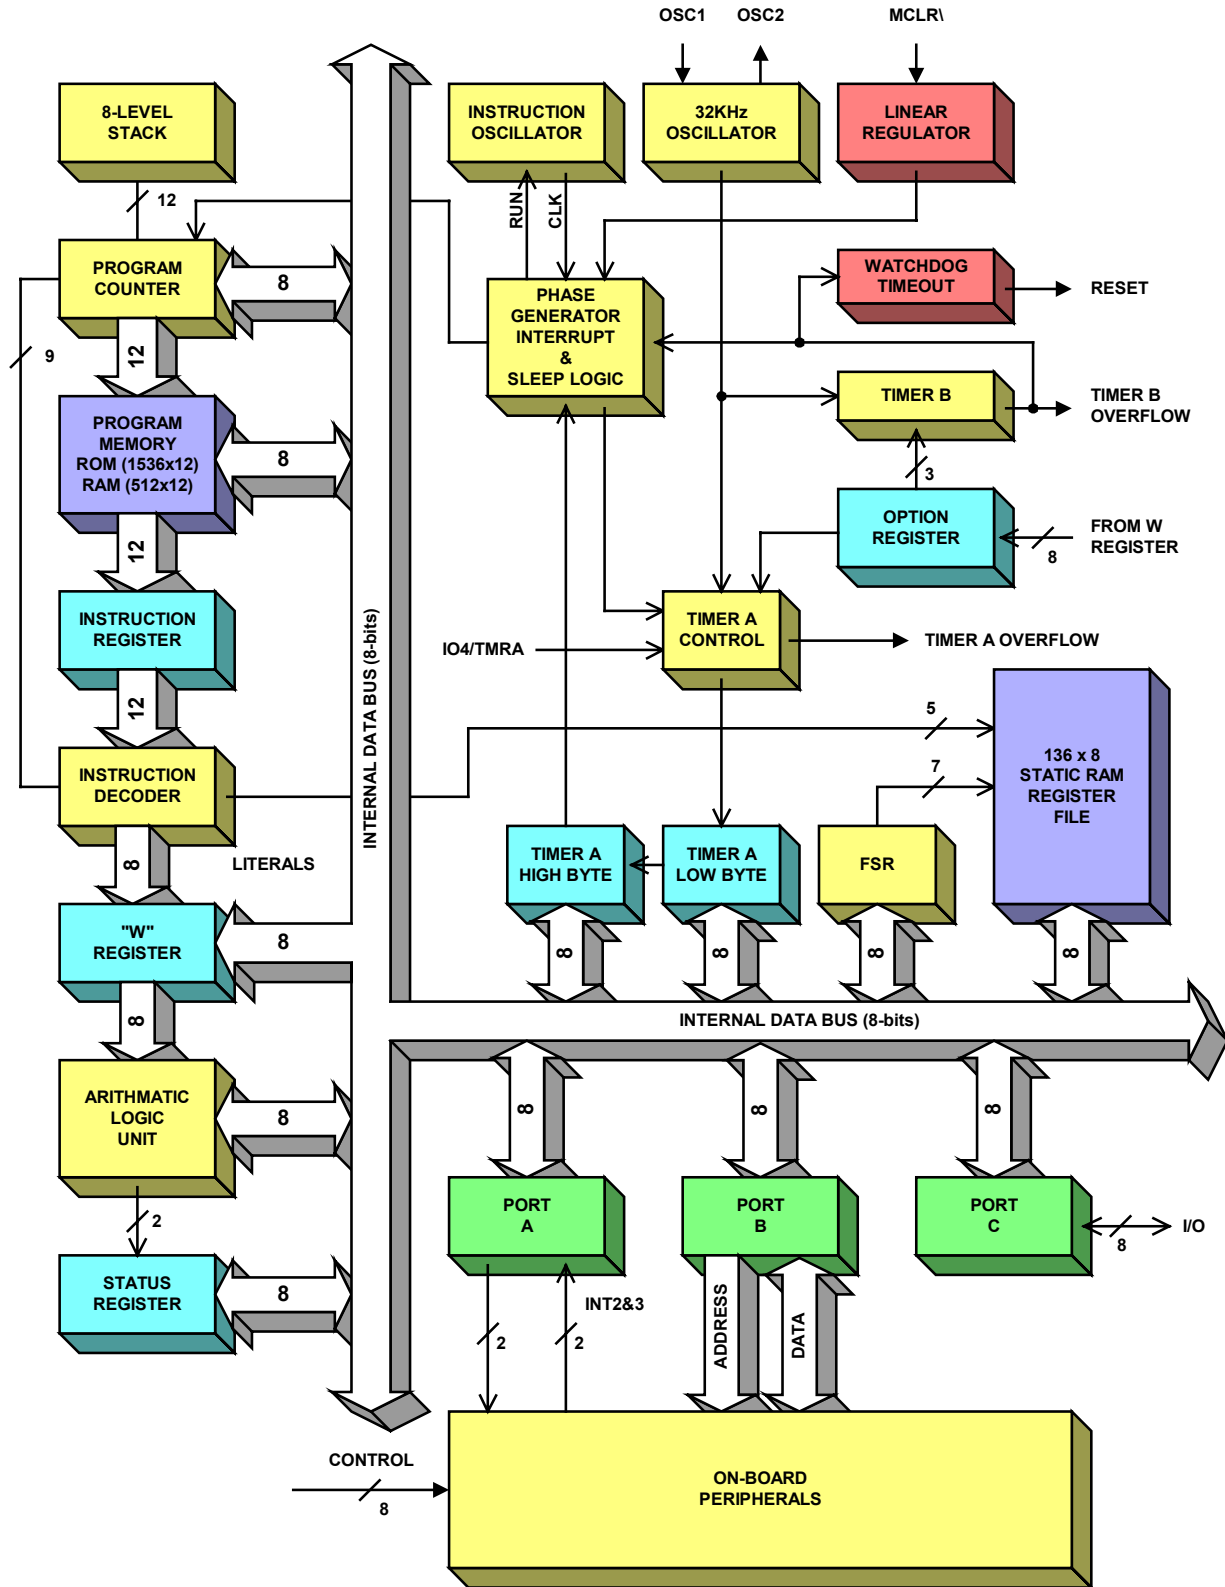 OSC1
OSC2
MCLR\
8-LEVEL
STACK
INSTRUCTION
OSCILLATOR
32KHz
OSCILLATOR
LINEAR
REGULATOR
12
RUN
CLK
PROGRAM
COUNTER
8
PHASE
GENERATOR
INTERRUPT
&
SLEEP LOGIC
WATCHDOG
TIMEOUT
RESET
9
12
TIMER B
TIMER B
OVERFLOW
PROGRAM
MEMORY
ROM (1536x12)
RAM (512x12)
8
3
OPTION
REGISTER
FROM W
REGISTER
8
12
INSTRUCTION
REGISTER
INTERNAL DATA BUS (8-bits)
IO4/TMRA
TIMER A
CONTROL
TIMER A OVERFLOW
12
5
INSTRUCTION
DECODER
136 x 8
STATIC RAM
REGISTER
FILE
7
8
LITERALS
TIMER A
HIGH BYTE
TIMER A
LOW BYTE
FSR
"W"
REGISTER
8
8
8
8
8
8
INTERNAL DATA BUS (8-bits)
ARITHMATIC
LOGIC
UNIT
8
8
8
8
2
PORT
A
PORT
B
PORT
C
8
I/O
STATUS
REGISTER
8
INT2&3
2
2
ADDRESS
DATA
CONTROL
8
ON-BOARD
PERIPHERALS